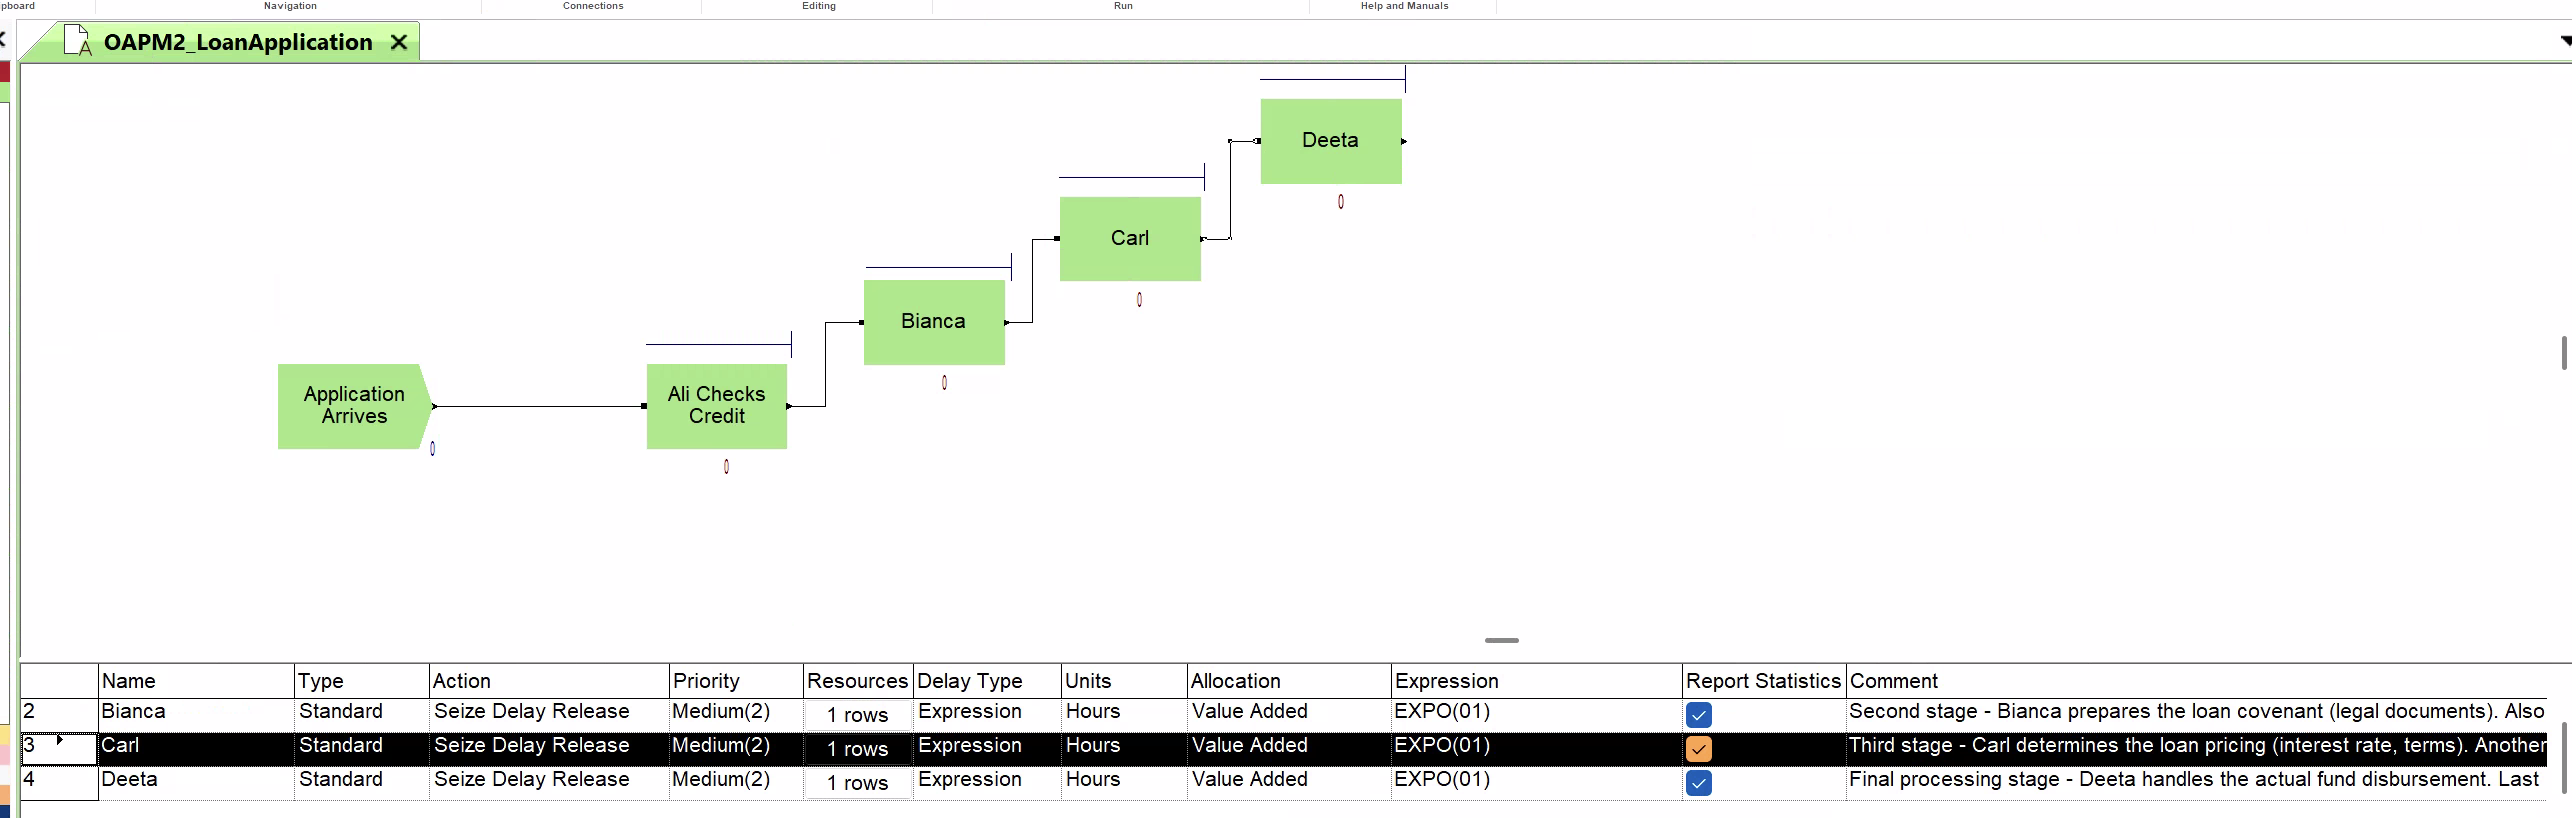 pboard Navigation Connections Editing Run Help and Manuals
OAPM2_LoanApplication
Deeta
0
Carl
0
Bianca
0
Application
Arrives
0
Ali Checks
Credit
0
Name Type Action Priority Resources Delay Type Units Allocation Expression Report Statistics Comment
2 Bianca Standard Seize Delay Release Medium(2) 1 rows Expression Hours Value Added EXPO(01) Second stage - Bianca prepares the loan covenant (legal documents). Also
3 Carl Standard Seize Delay Release Medium(2) 1 rows Expression Hours Value Added EXPO(01) Third stage - Carl determines the loan pricing (interest rate, terms). Another
4 Deeta Standard Seize Delay Release Medium(2) 1 rows Expression Hours Value Added EXPO(01) Final processing stage - Deeta handles the actual fund disbursement. Last